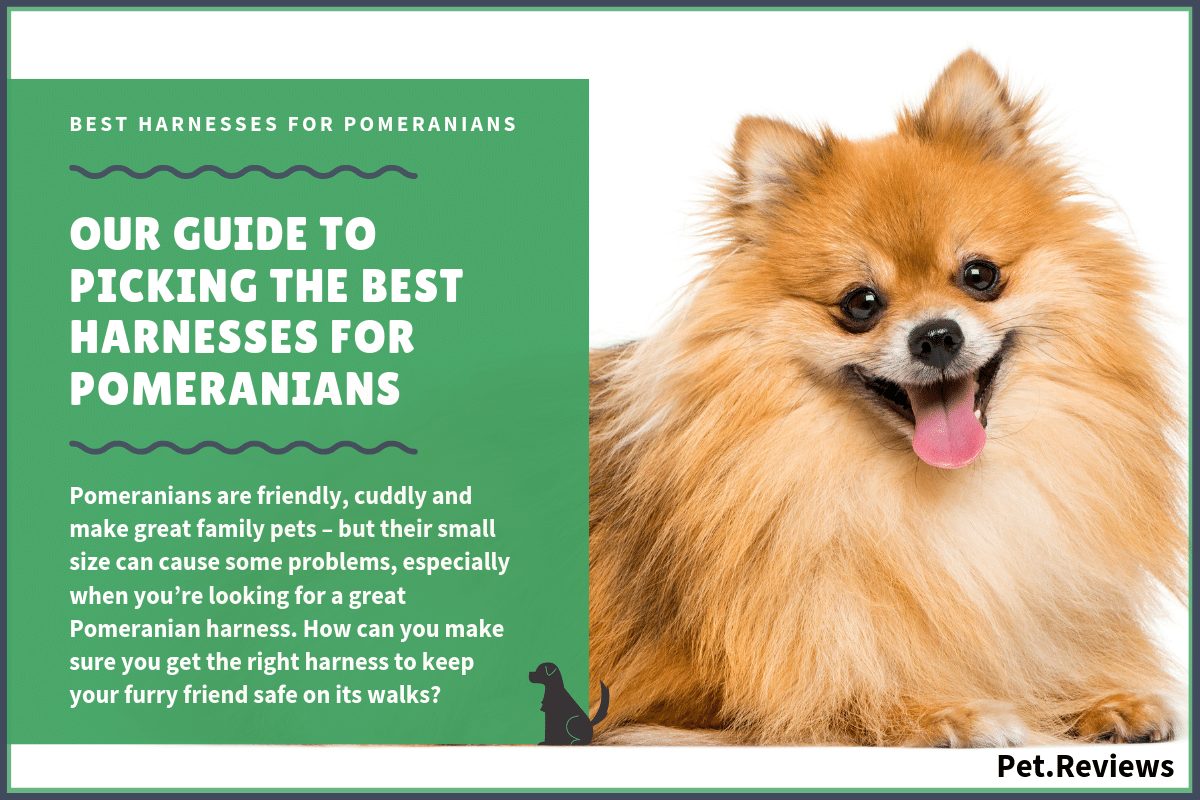 BEST HARNESSES FOR POMERANIANS
OUR GUIDE TO
PICKING THE BEST
HARNESSES FOR
POMERANIANS
Pomeranians are friendly, cuddly and
make great family pets – but their small
size can cause some problems, especially
when you’re looking for a great
Pomeranian harness. How can you make
sure you get the right harness to keep
your furry friend safe on its walks?
Pet.Reviews